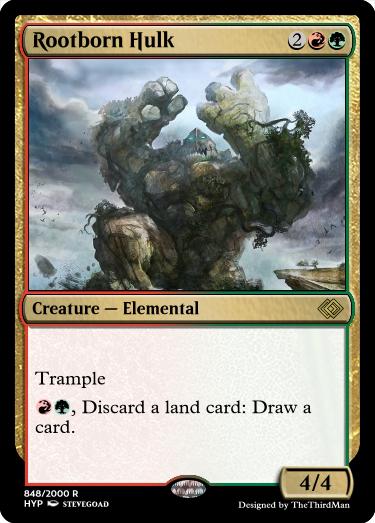 Rootborn Hulk 2
Creature — Elemental
Trample
, Discard a land card: Draw a
card.
4/4
848/2000 R
HYP STEVEGOAD
Designed by TheThirdMan